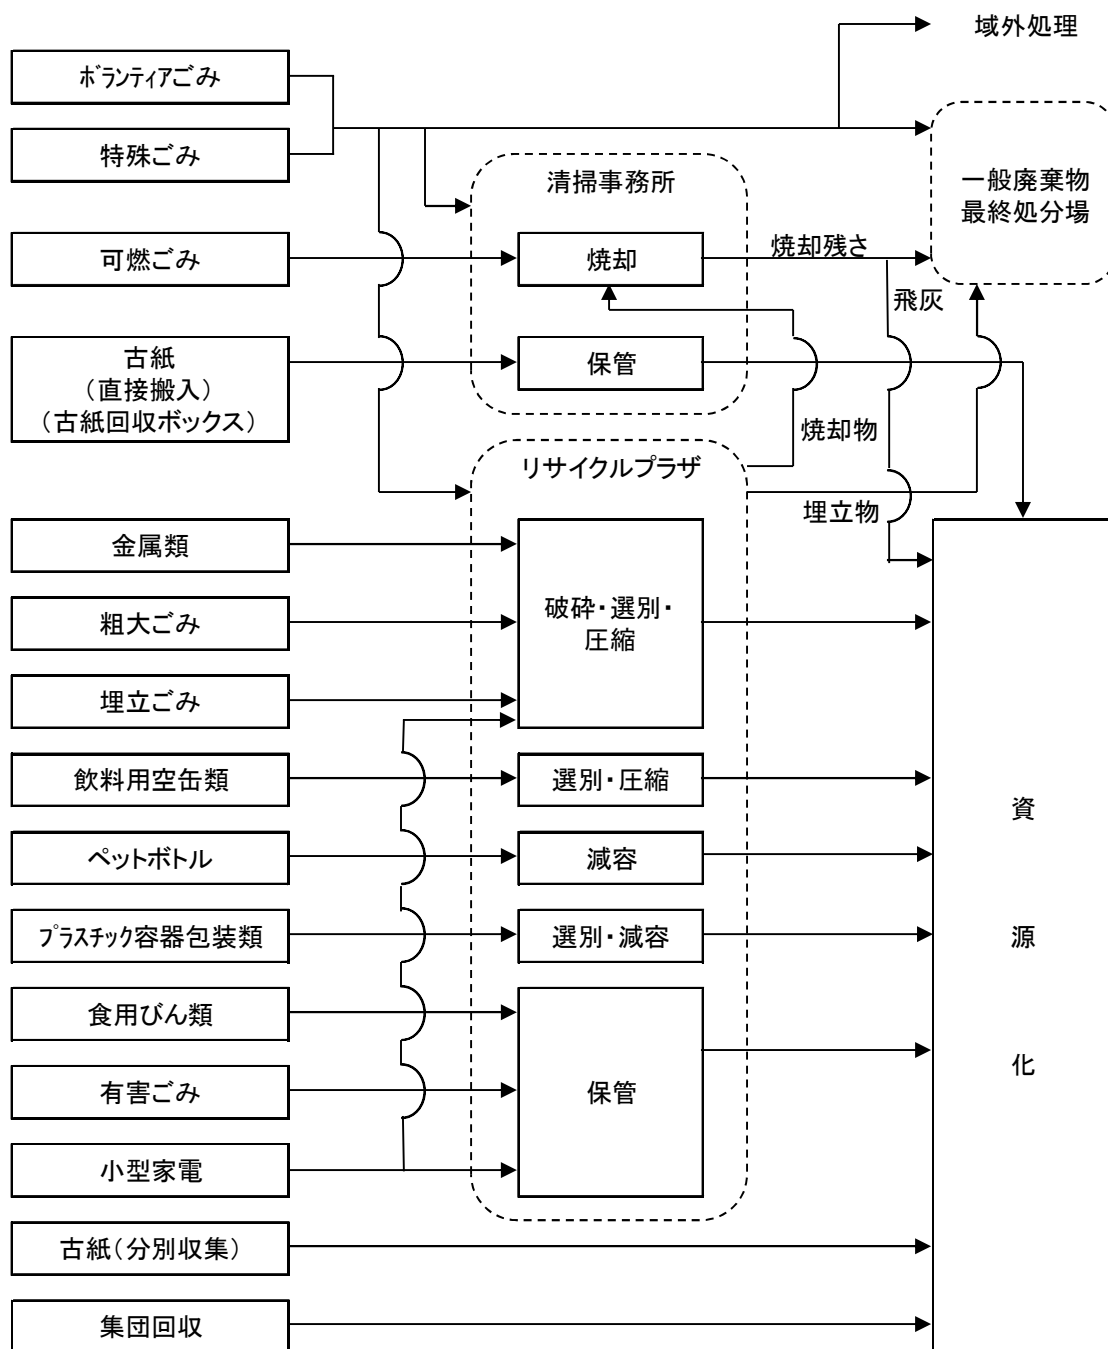 域外処理
ﾎﾞﾗﾝﾃｨｱごみ
特殊ごみ
清掃事務所
一般廃棄物
最終処分場
可燃ごみ
焼却
焼却残さ
飛灰
古紙
（直接搬入）
（古紙回収ボックス）
保管
焼却物
リサイクルプラザ
埋立物
金属類
粗大ごみ
破砕・選別・
圧縮
埋立ごみ
飲料用空缶類
選別・圧縮
ペットボトル
減容
ﾌﾟﾗｽﾁｯｸ容器包装類
選別・減容
食用びん類
有害ごみ
保管
小型家電
古紙（分別収集）
集団回収
資
源
化